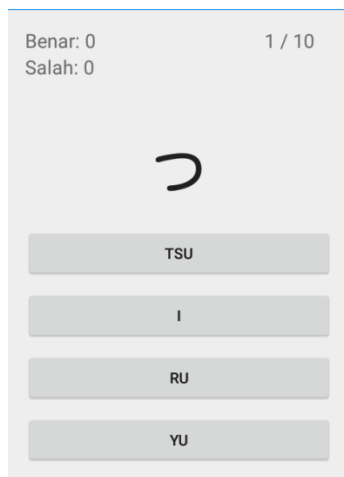 Benar: 0 1 / 10
Salah: 0
つ
TSU
I
RU
YU